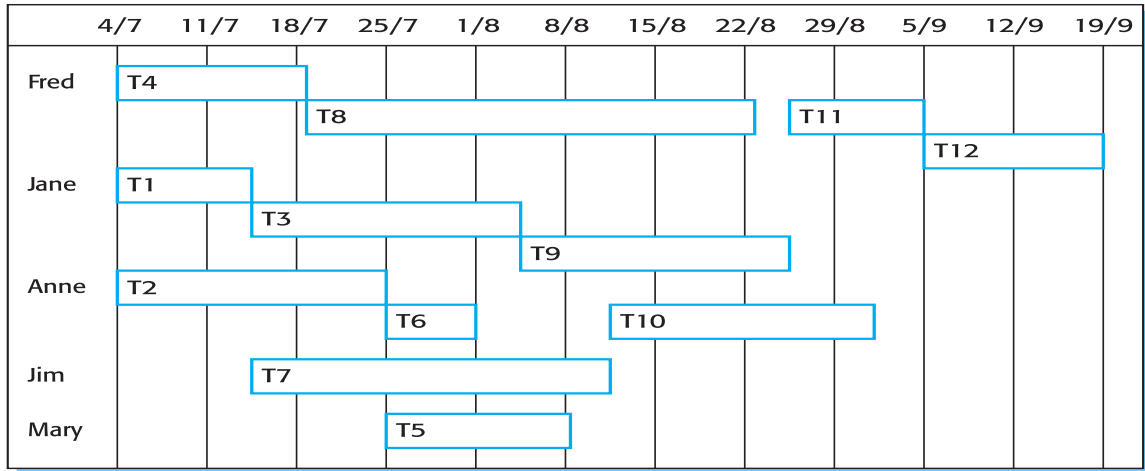 4/7 11/7 18/7 25/7 1/8 8/8 15/8 22/8 29/8 5/9 12/9 19/9
Fred T4
T8 T11
T12
Jane T1
T3
T9
Anne T2
T6 T10
Jim T7
Mary T5